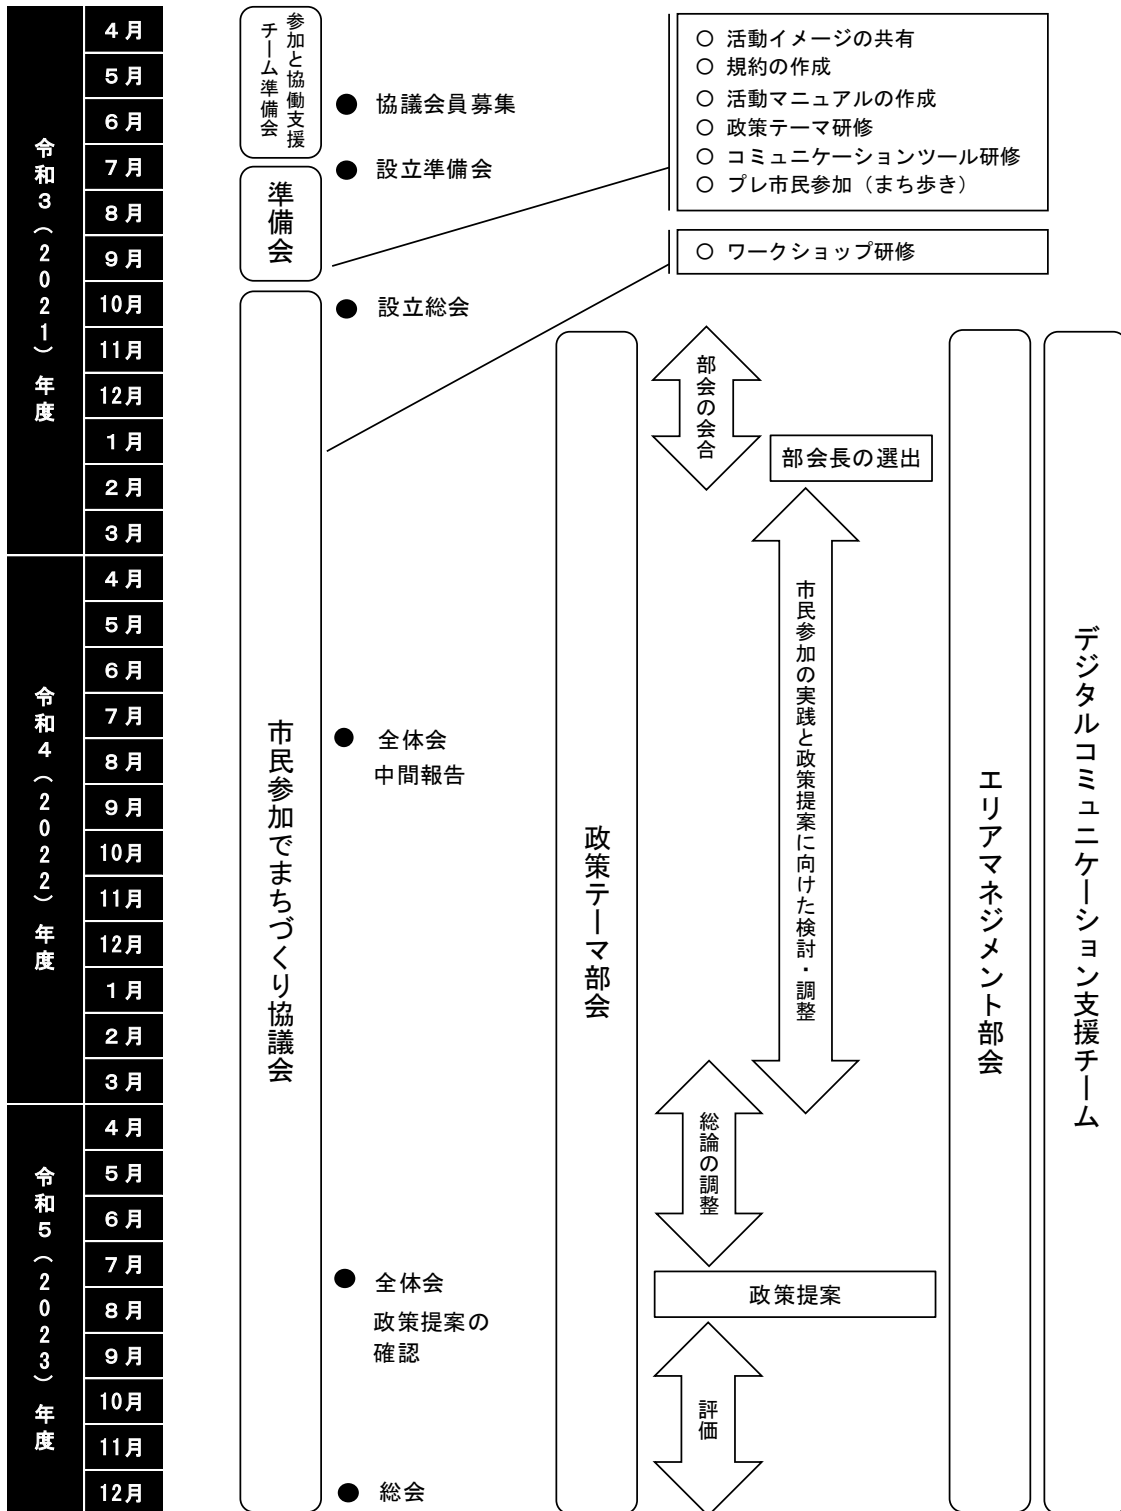 令和３（２０２１）年度
４月
５月
６月
７月
８月
９月
10月
11月
12月
１月
２月
３月
令和４（２０２２）年度
４月
５月
６月
７月
８月
９月
10月
11月
12月
１月
２月
３月
令和５（２０２３）年度
４月
５月
６月
７月
８月
９月
10月
11月
12月
参加と協働支援
チーム準備会
準備会
市民参加でまちづくり協議会
● 協議会員募集
● 設立準備会
● 設立総会
● 全体会
中間報告
● 全体会
政策提案の
確認
● 総会
○ 活動イメージの共有
○ 規約の作成
○ 活動マニュアルの作成
○ 政策テーマ研修
○ コミュニケーションツール研修
○ プレ市民参加（まち歩き）
○ ワークショップ研修
政策テーマ部会
部会の会合
部会長の選出
市民参加の実践と政策提案に向けた検討・調整
総論の調整
政策提案
評価
エリアマネジメント部会
デジタルコミュニケーション支援チーム